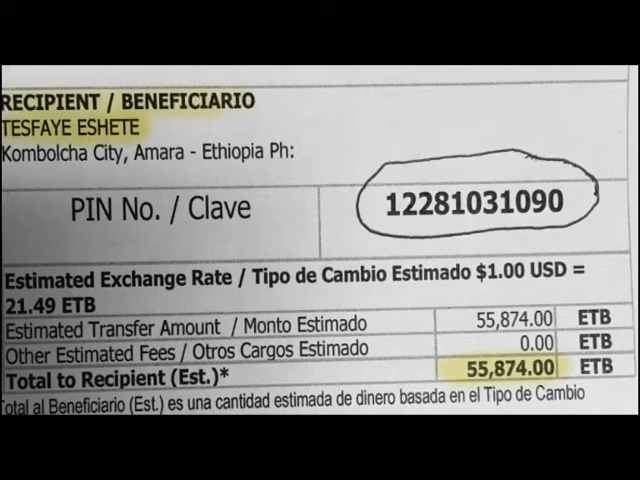 RECIPIENT / BENEFICIARIO
TESFAYE ESHETE
Kombolcha City, Amara - Ethiopia Ph:
PIN No. / Clave 12281031090
Estimated Exchange Rate / Tipo de Cambio Estimado $1.00 USD =
21.49 ETB
Estimated Transfer Amount / Monto Estimado 55,874.00 ETB
Other Estimated Fees / Otros Cargos Estimado 0.00 ETB
Total to Recipient (Est.)* 55,874.00 ETB
Total al Beneficiario (Est.) es una cantidad estimada de dinero basada en el Tipo de Cambio